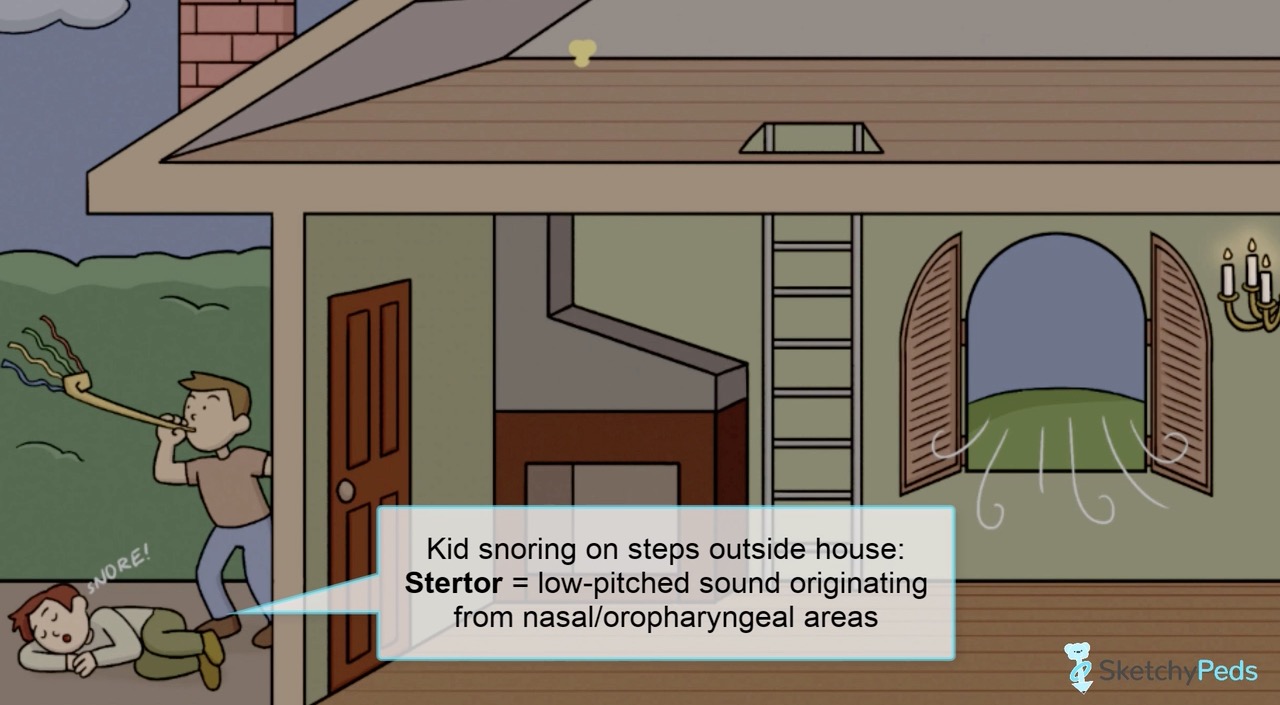 SNORE!
Kid snoring on steps outside house:
Stertor = low-pitched sound originating
from nasal/oropharyngeal areas
SketchyPeds